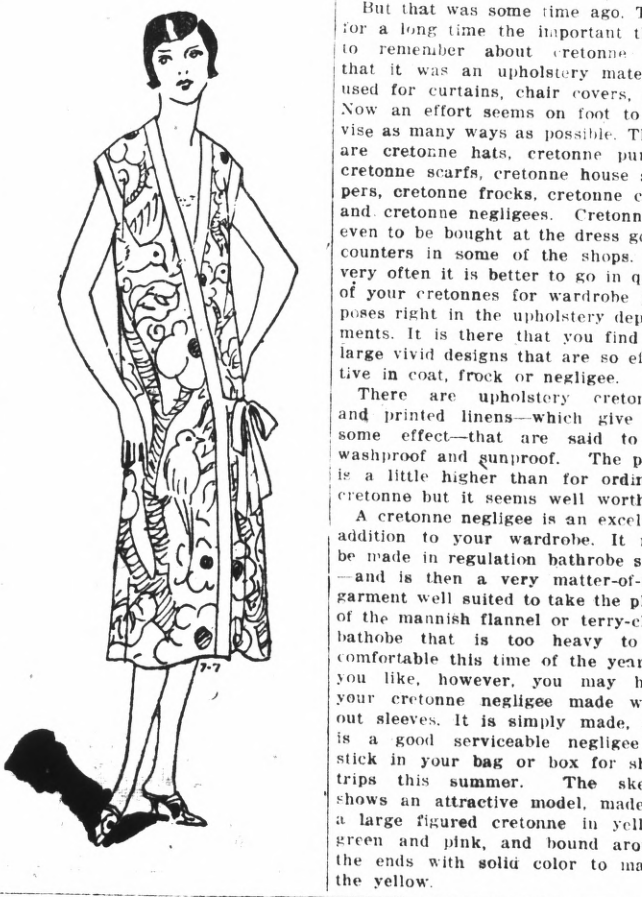 But that was some time ago. T
for a long time the important t
to remember about cretonne
that it was an upholstery mate
used for curtains, chair covers,
Now an effort seems on foot to
vise as many ways as possible. Th
are cretonne hats, cretonne pur
cretonne scarfs, cretonne house s
pers, cretonne frocks, cretonne c
and cretonne negligees. Cretonn
even to be bought at the dress go
counters in some of the shops.
very often it is better to go in q
of your cretonnes for wardrobe
poses right in the upholstery dep
ments. It is there that you find
large vivid designs that are so ef
tive in coat, frock or negligee.
There are upholstery creton
and printed linens—which give
some effect—that are said to
washproof and sunproof. The p
is a little higher than for ordin
cretonne but it seems well worth
A cretonne negligee is an excel
addition to your wardrobe. It
be made in regulation bathrobe s
—and is then a very matter-of-
garment well suited to take the p
of the mannish flannel or terry-c
bathobe that is too heavy to
comfortable this time of the year
you like, however, you may h
your cretonne negligee made w
out sleeves. It is simply made,
is a good serviceable negligee
stick in your bag or box for sh
trips this summer. The ske
shows an attractive model, made
a large figured cretonne in yell
green and pink, and bound aro
the ends with solid color to ma
the yellow.
7-7